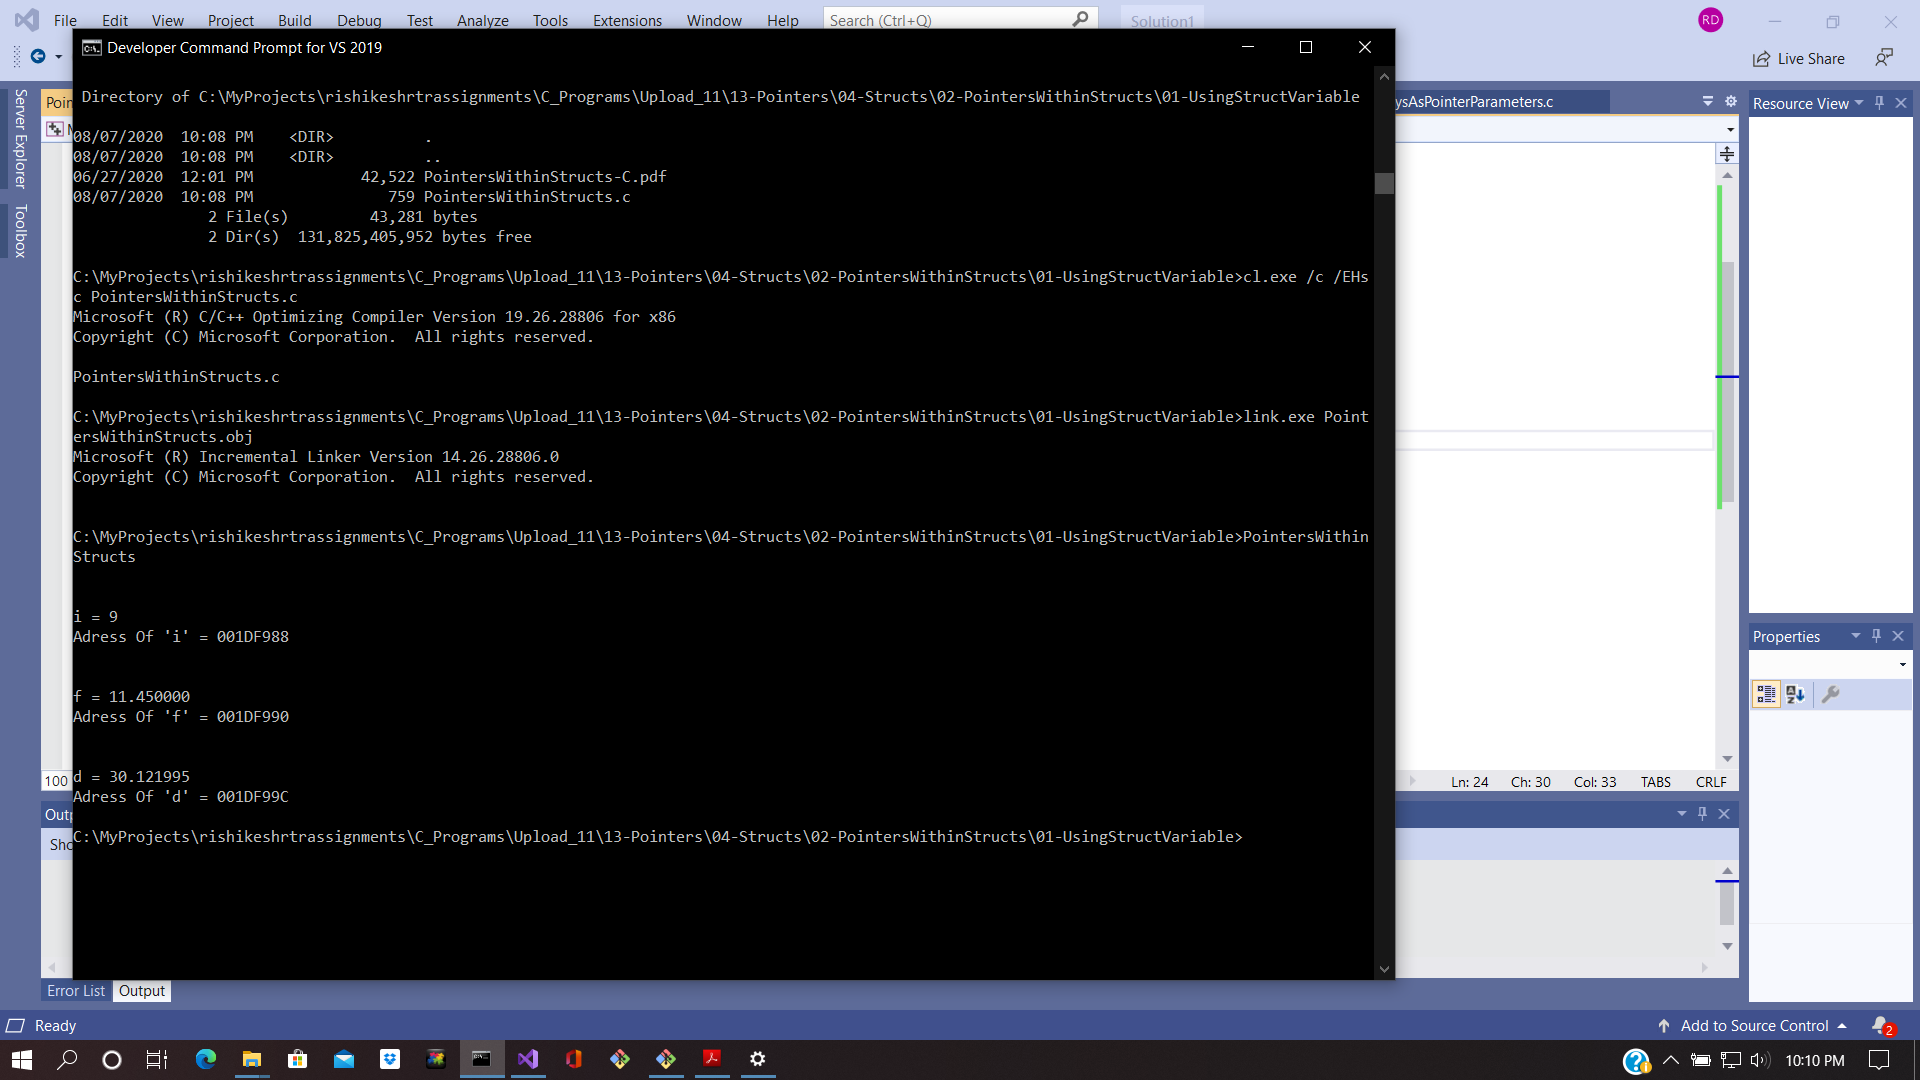 File Edit View Project Build Debug Test Analyze Tools Extensions Window Help Search (Ctrl+Q) Solution1 RD
Developer Command Prompt for VS 2019
Live Share
Server Explorer
Toolbox
Poin
ysAsPointerParameters.c
Resource View
Directory of C:\MyProjects\rishikeshrtrassignments\C_Programs\Upload_11\13-Pointers\04-Structs\02-PointersWithinStructs\01-UsingStructVariable
08/07/2020  10:08 PM    <DIR>          .
08/07/2020  10:08 PM    <DIR>          ..
06/27/2020  12:01 PM            42,522 PointersWithinStructs-C.pdf
08/07/2020  10:08 PM               759 PointersWithinStructs.c
2 File(s)         43,281 bytes
2 Dir(s)  131,825,405,952 bytes free
C:\MyProjects\rishikeshrtrassignments\C_Programs\Upload_11\13-Pointers\04-Structs\02-PointersWithinStructs\01-UsingStructVariable>cl.exe /c /EHs
c PointersWithinStructs.c
Microsoft (R) C/C++ Optimizing Compiler Version 19.26.28806 for x86
Copyright (C) Microsoft Corporation.  All rights reserved.
PointersWithinStructs.c
C:\MyProjects\rishikeshrtrassignments\C_Programs\Upload_11\13-Pointers\04-Structs\02-PointersWithinStructs\01-UsingStructVariable>link.exe Point
ersWithinStructs.obj
Microsoft (R) Incremental Linker Version 14.26.28806.0
Copyright (C) Microsoft Corporation.  All rights reserved.
C:\MyProjects\rishikeshrtrassignments\C_Programs\Upload_11\13-Pointers\04-Structs\02-PointersWithinStructs\01-UsingStructVariable>PointersWithin
Structs
i = 9
Adress Of 'i' = 001DF988
f = 11.450000
Adress Of 'f' = 001DF990
d = 30.121995
Adress Of 'd' = 001DF99C
C:\MyProjects\rishikeshrtrassignments\C_Programs\Upload_11\13-Pointers\04-Structs\02-PointersWithinStructs\01-UsingStructVariable>
Properties
100
Ln: 24 Ch: 30 Col: 33 TABS CRLF
Outp
Sho
Error List Output
Ready
Add to Source Control 2
10:10 PM